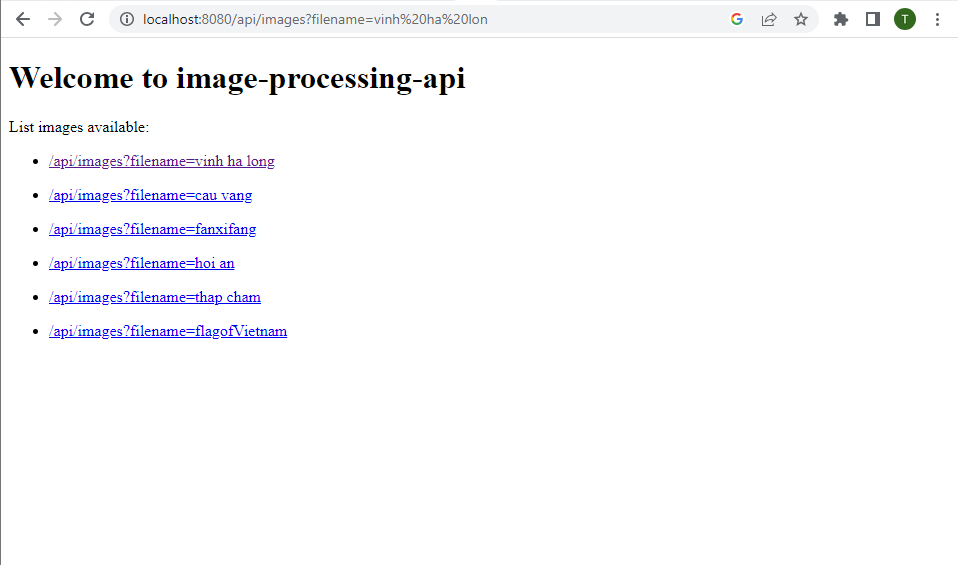 localhost:8080/api/images?filename=vinh%20ha%20lon
T
Welcome to image-processing-api
List images available:
/api/images?filename=vinh ha long
/api/images?filename=cau vang
/api/images?filename=fanxifang
/api/images?filename=hoi an
/api/images?filename=thap cham
/api/images?filename=flagofVietnam